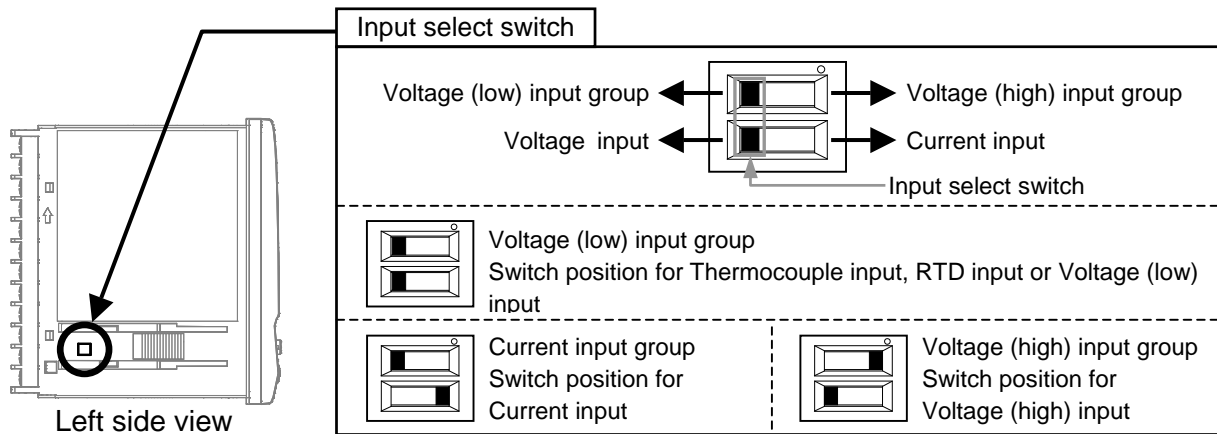 Input select switch
Voltage (low) input group
Voltage (high) input group
Voltage input
Current input
Input select switch
Voltage (low) input group
Switch position for Thermocouple input, RTD input or Voltage (low)
input
Current input group
Switch position for
Current input
Voltage (high) input group
Switch position for
Voltage (high) input
Left side view